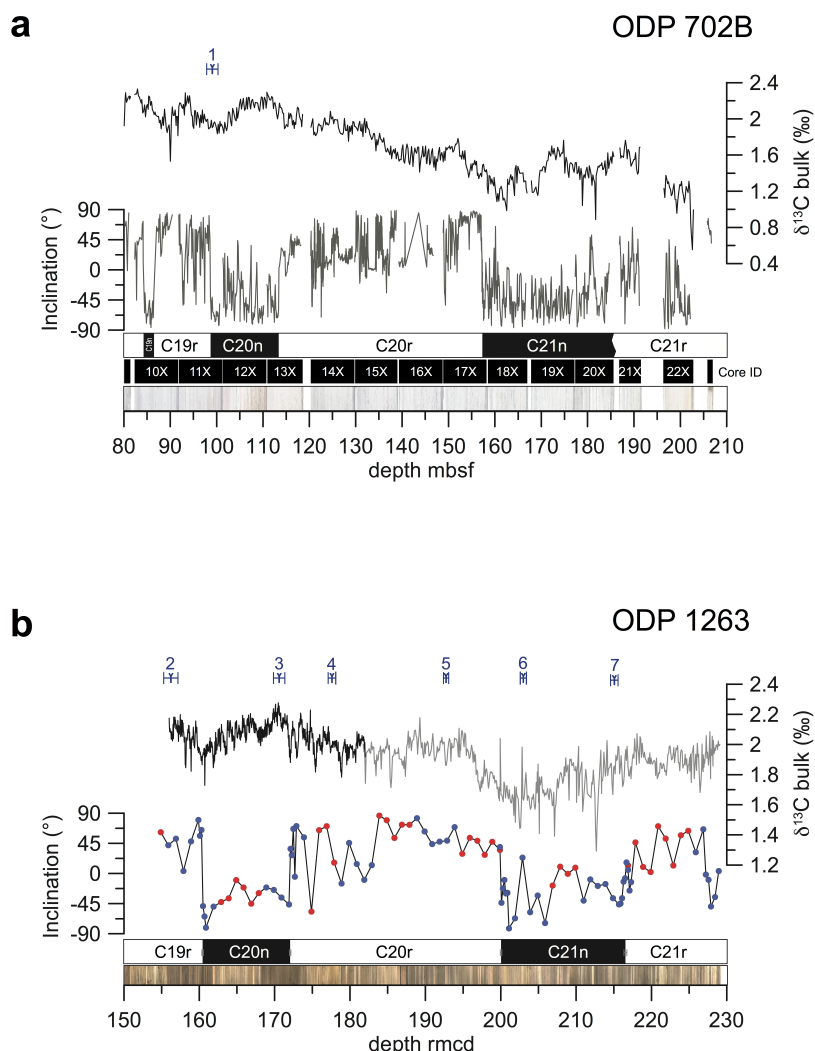 a
ODP 702B
1
2.4
2
1.6
1.2
0.8
0.4
δ¹³C bulk (‰)
90
45
0
-45
-90
Inclination (°)
C19n
C19r
C20n
C20r
C21n
C21r
10X
11X
12X
13X
14X
15X
16X
17X
18X
19X
20X
21X
22X
Core ID
80 90 100 110 120 130 140 150 160 170 180 190 200 210
depth mbsf
b
ODP 1263
2 3 4 5 6 7
2.4
2.2
2
1.8
1.6
1.4
1.2
δ¹³C bulk (‰)
90
45
0
-45
-90
Inclination (°)
C19r
C20n
C20r
C21n
C21r
150 160 170 180 190 200 210 220 230
depth rmcd